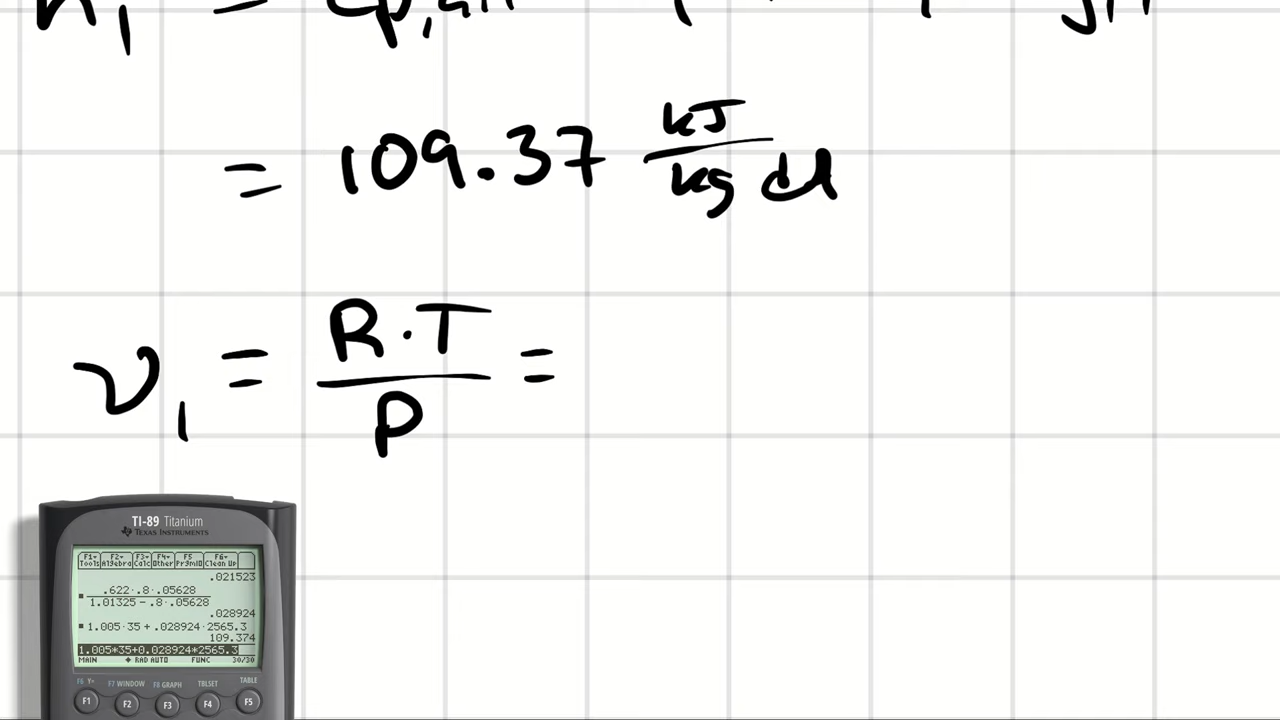 = 109.37 kJ/kg da
ν₁ = R·T/P =
TI-89 Titanium
TEXAS INSTRUMENTS
F1 F2 F3 F4 F5 F6
Tools Algebra Calc Other PrgmIO Clean Up
.021523
.622·.8·.05628
1.01325 - .8·.05628
.028924
1.005·35 + .028924·2565.3
109.374
1.005*35+0.028924*2565.3
MAIN RAD AUTO FUNC 30/30
F6 Y= F7 WINDOW F8 GRAPH TBLSET TABLE
F1 F2 F3 F4 F5